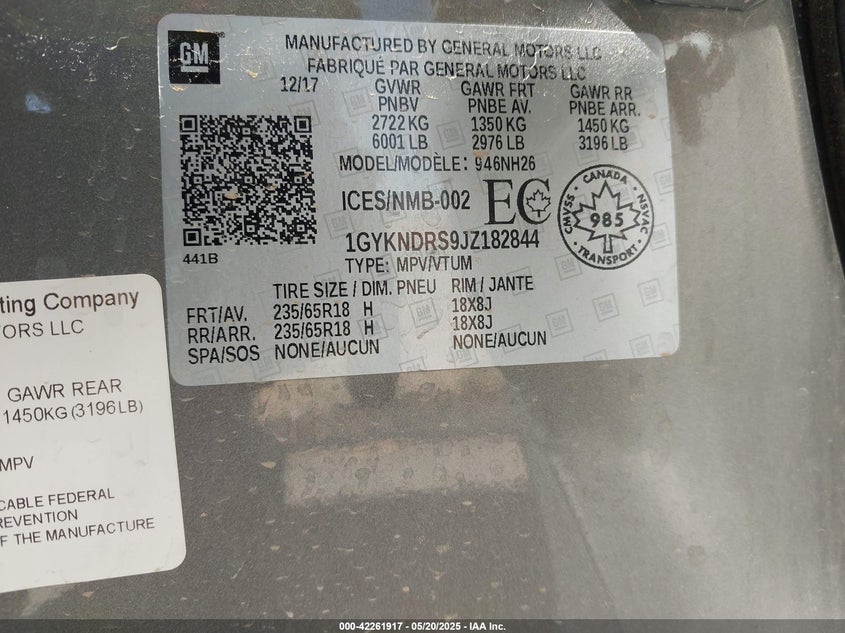 GM
MANUFACTURED BY GENERAL MOTORS LLC
FABRIQUÉ PAR GENERAL MOTORS LLC
12/17 GVWR GAWR FRT GAWR RR
PNBV PNBE AV. PNBE ARR.
2722 KG 1350 KG 1450 KG
6001 LB 2976 LB 3196 LB
MODEL/MODÈLE: 946NH26
ICES/NMB-002 EC
CANADA
CMVSS 985 NSVAC
TRANSPORT
441B
1GYKNDRS9JZ182844
TYPE: MPV/VTUM
TIRE SIZE / DIM. PNEU RIM / JANTE
FRT/AV. 235/65R18 H 18X8J
RR/ARR. 235/65R18 H 18X8J
SPA/SOS NONE/AUCUN NONE/AUCUN
ting Company
TORS LLC
GAWR REAR
1450KG (3196LB)
MPV
CABLE FEDERAL
REVENTION
F THE MANUFACTURE
000-42261917 - 05/20/2025 - IAA Inc.